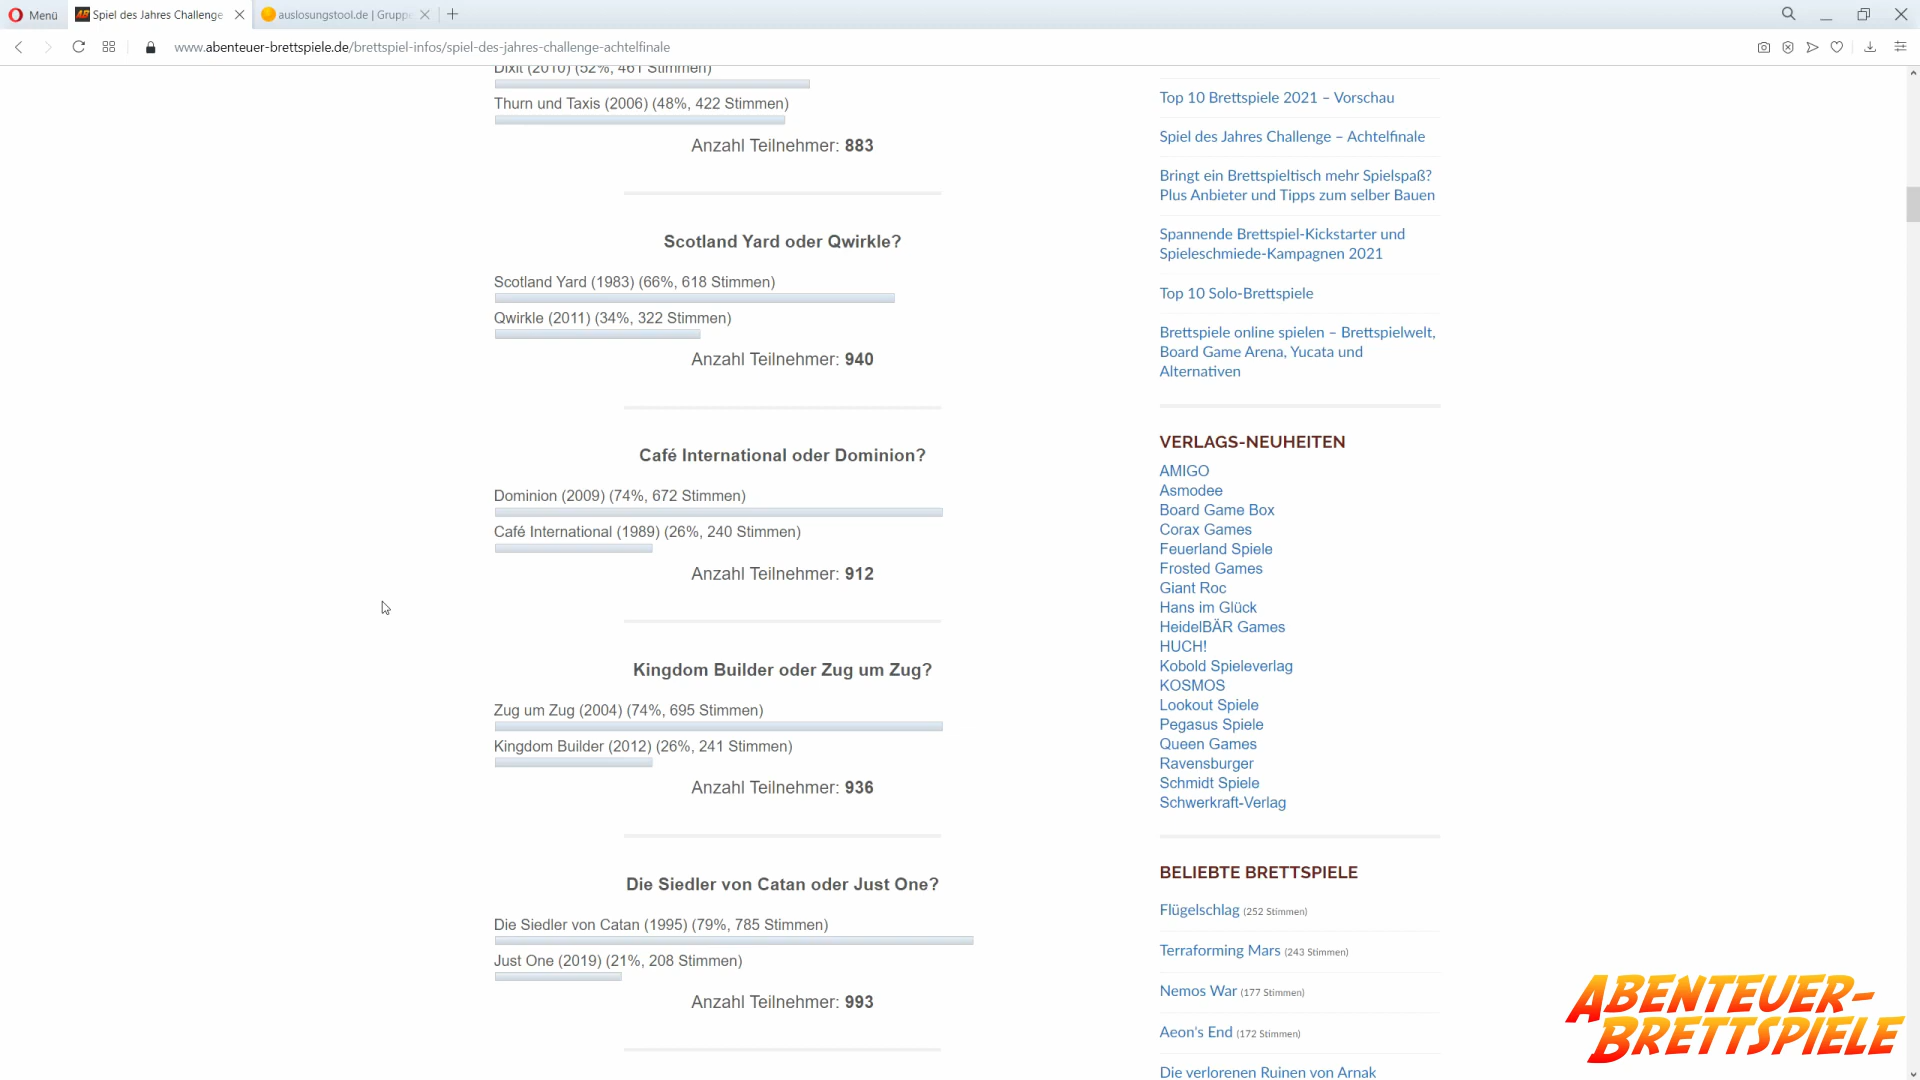 Menü
Spiel des Jahres Challenge
auslosungstool.de | Grupp
www.abenteuer-brettspiele.de/brettspiel-infos/spiel-des-jahres-challenge-achtelfinale
Dixit (2010) (52%, 461 Stimmen)
Thurn und Taxis (2006) (48%, 422 Stimmen)
Anzahl Teilnehmer: 883
Scotland Yard oder Qwirkle?
Scotland Yard (1983) (66%, 618 Stimmen)
Qwirkle (2011) (34%, 322 Stimmen)
Anzahl Teilnehmer: 940
Café International oder Dominion?
Dominion (2009) (74%, 672 Stimmen)
Café International (1989) (26%, 240 Stimmen)
Anzahl Teilnehmer: 912
Kingdom Builder oder Zug um Zug?
Zug um Zug (2004) (74%, 695 Stimmen)
Kingdom Builder (2012) (26%, 241 Stimmen)
Anzahl Teilnehmer: 936
Die Siedler von Catan oder Just One?
Die Siedler von Catan (1995) (79%, 785 Stimmen)
Just One (2019) (21%, 208 Stimmen)
Anzahl Teilnehmer: 993
Top 10 Brettspiele 2021 – Vorschau
Spiel des Jahres Challenge – Achtelfinale
Bringt ein Brettspieltisch mehr Spielspaß?
Plus Anbieter und Tipps zum selber Bauen
Spannende Brettspiel-Kickstarter und
Spieleschmiede-Kampagnen 2021
Top 10 Solo-Brettspiele
Brettspiele online spielen – Brettspielwelt,
Board Game Arena, Yucata und
Alternativen
VERLAGS-NEUHEITEN
AMIGO
Asmodee
Board Game Box
Corax Games
Feuerland Spiele
Frosted Games
Giant Roc
Hans im Glück
HeidelBÄR Games
HUCH!
Kobold Spieleverlag
KOSMOS
Lookout Spiele
Pegasus Spiele
Queen Games
Ravensburger
Schmidt Spiele
Schwerkraft-Verlag
BELIEBTE BRETTSPIELE
Flügelschlag (252 Stimmen)
Terraforming Mars (243 Stimmen)
Nemos War (177 Stimmen)
Aeon's End (172 Stimmen)
Die verlorenen Ruinen von Arnak
ABENTEUER-
BRETTSPIELE